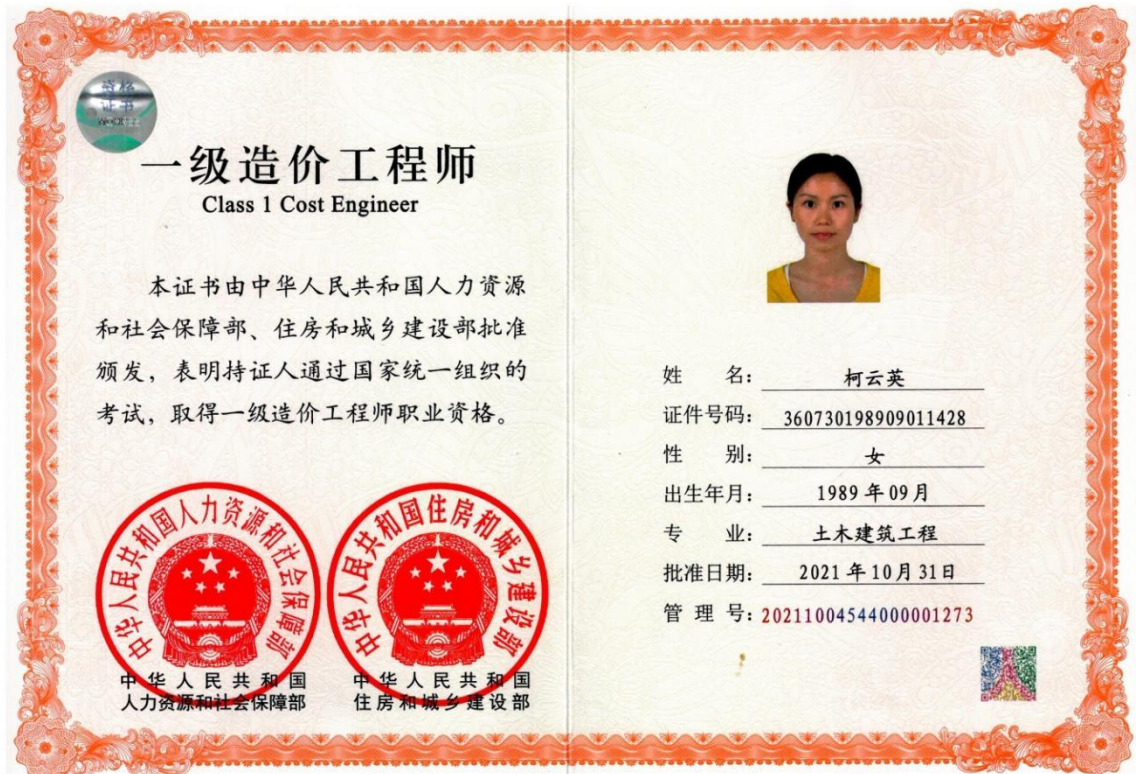 资格
证书
一级造价工程师
Class 1 Cost Engineer
本证书由中华人民共和国人力资源
和社会保障部、住房和城乡建设部批准
颁发，表明持证人通过国家统一组织的
考试，取得一级造价工程师职业资格。
中华人民共和国人力资源和社会保障部
中华人民共和国住房和城乡建设部
中华人民共和国
人力资源和社会保障部
中华人民共和国
住房和城乡建设部
姓 名：柯云英
证件号码：360730198909011428
性 别：女
出生年月：1989年09月
专 业：土木建筑工程
批准日期：2021年10月31日
管 理 号：20211004544000001273